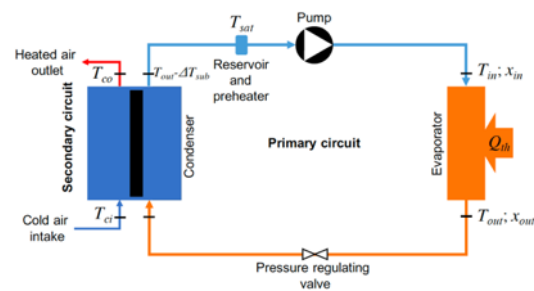 Pump
T_sat
Heated air
outlet
T_co
T_out-ΔT_sub
Reservoir and
preheater
T_in; x_in
Secondary circuit
Condenser
Primary circuit
Evaporator
Q_th
Cold air
intake
T_ci
T_out; x_out
Pressure regulating
valve